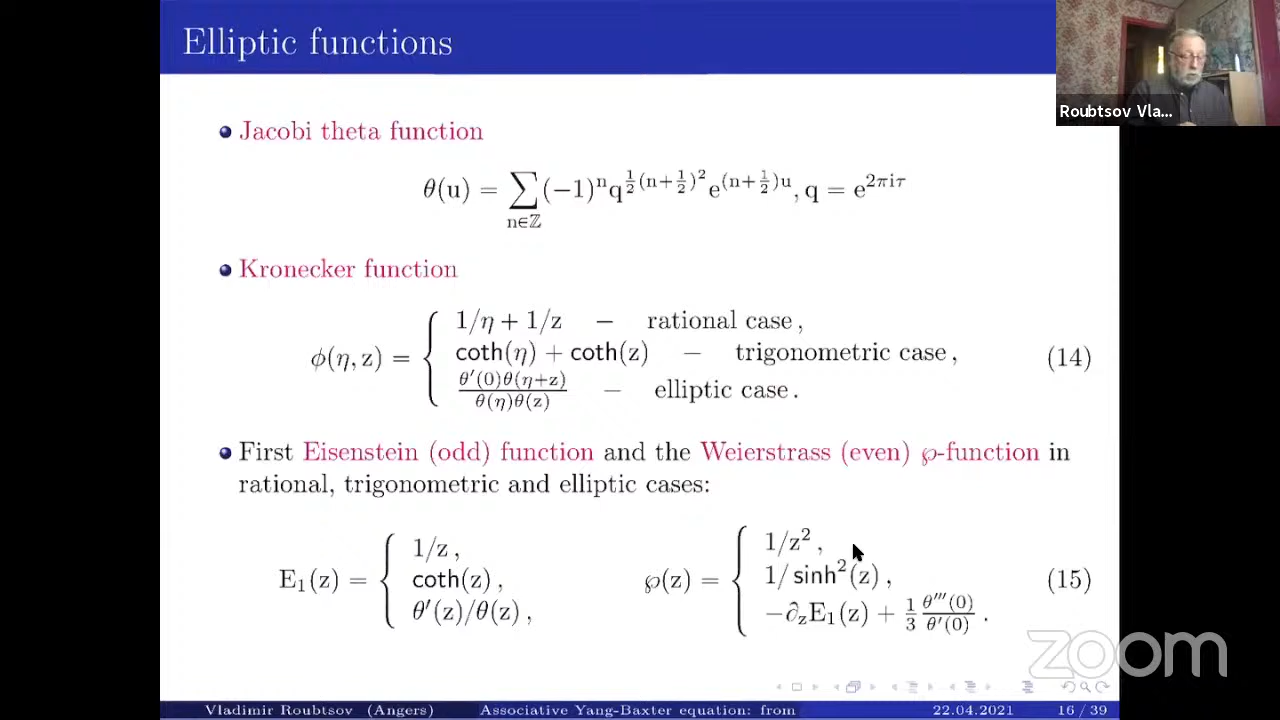 Elliptic functions
Roubtsov Vla...
Jacobi theta function
θ(u) = ∑_{n∈ℤ} (−1)^n q^{½(n+½)²} e^{(n+½)u}, q = e^{2πiτ}
Kronecker function
ϕ(η, z) = { 1/η + 1/z − rational case ,
coth(η) + coth(z) − trigonometric case , (14)
θ′(0)θ(η+z) / θ(η)θ(z) − elliptic case .
First Eisenstein (odd) function and the Weierstrass (even) ℘-function in
rational, trigonometric and elliptic cases:
E₁(z) = { 1/z , coth(z) , θ′(z)/θ(z) ,
℘(z) = { 1/z² , 1/ sinh²(z) , −∂_z E₁(z) + 1/3 θ′′′(0)/θ′(0) . (15)
zoom
Vladimir Roubtsov (Angers) Associative Yang-Baxter equation: from 22.04.2021 16 / 39